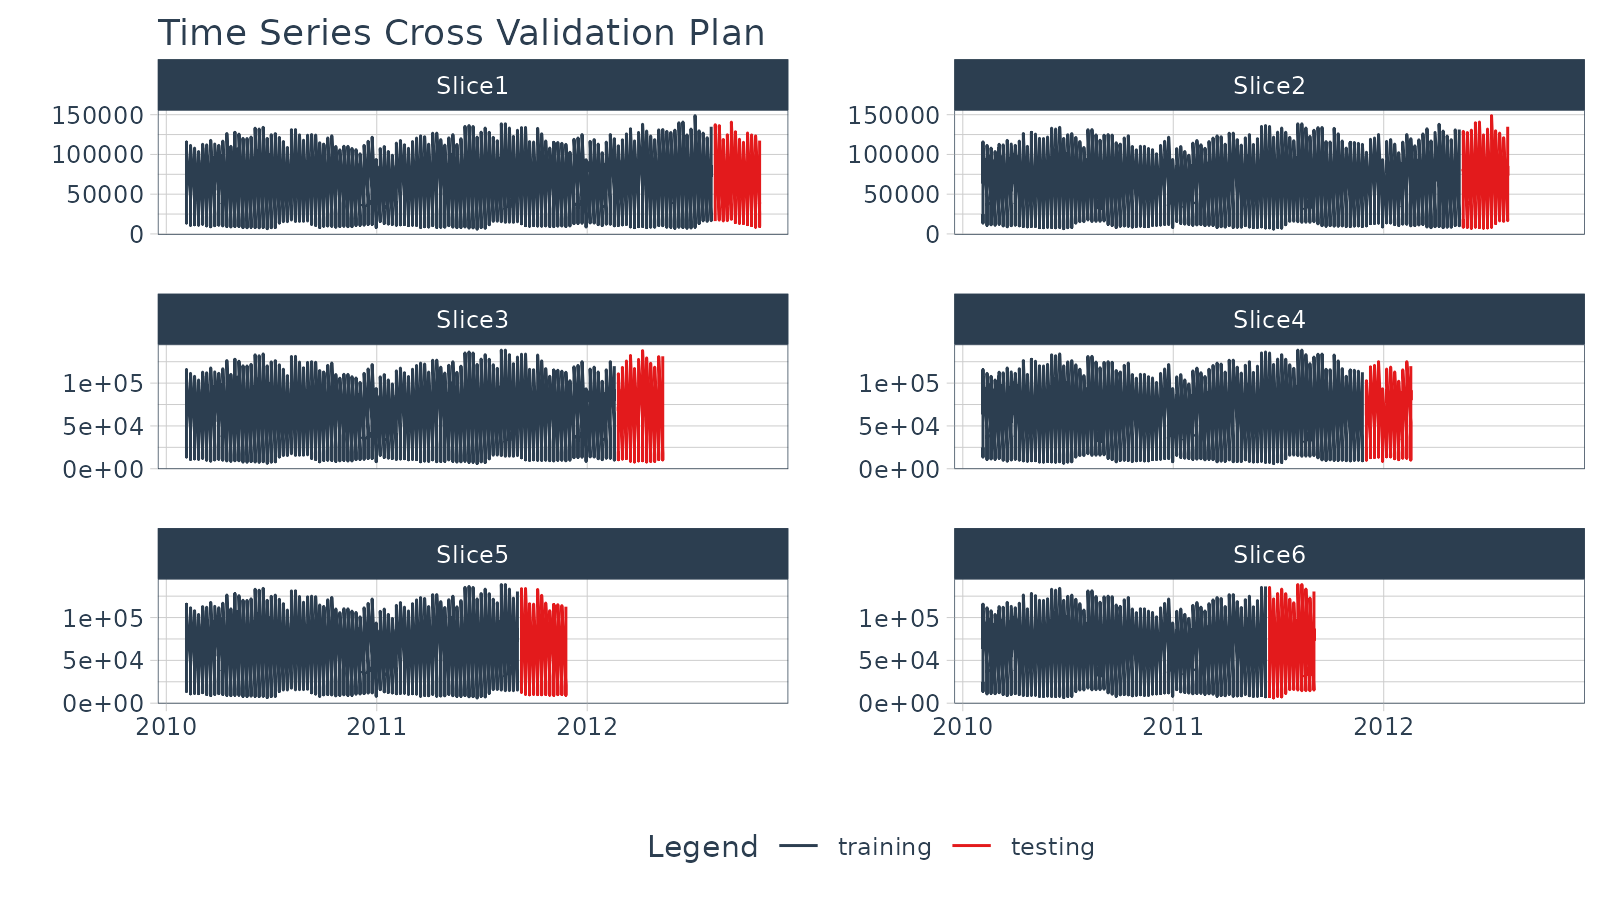 Time Series Cross Validation Plan
Slice1
Slice2
150000
100000
50000
0
150000
100000
50000
0
Slice3
Slice4
1e+05
5e+04
0e+00
1e+05
5e+04
0e+00
Slice5
Slice6
1e+05
5e+04
0e+00
1e+05
5e+04
0e+00
2010 2011 2012
2010 2011 2012
Legend training testing